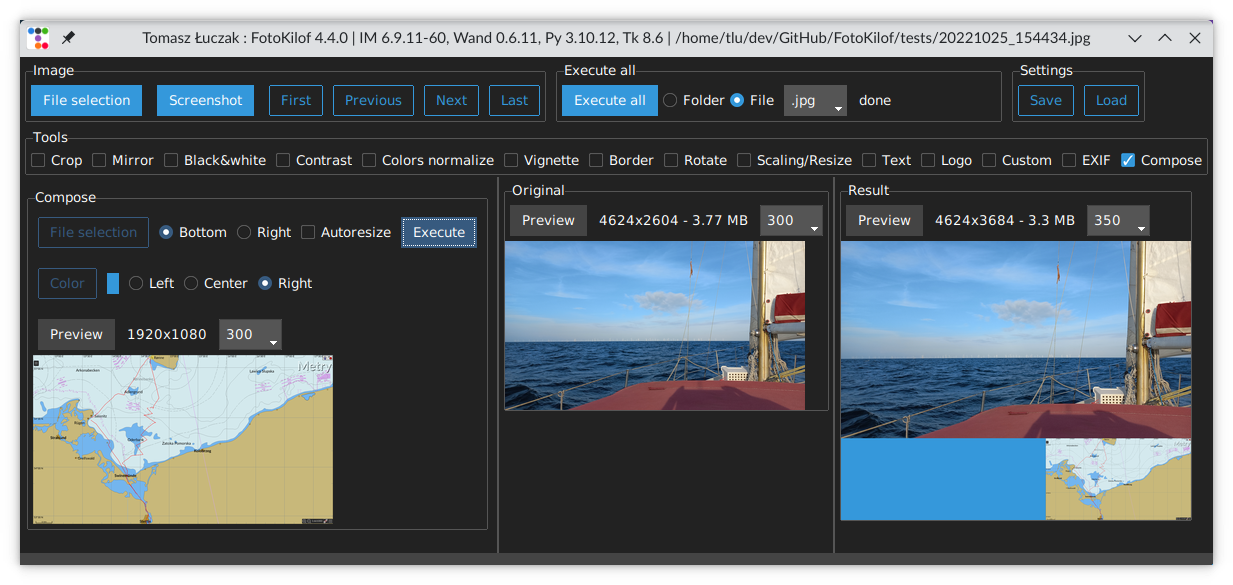 Tomasz Łuczak : FotoKilof 4.4.0 | IM 6.9.11-60, Wand 0.6.11, Py 3.10.12, Tk 8.6 | /home/tlu/dev/GitHub/FotoKilof/tests/20221025_154434.jpg
Image Execute all Settings
File selection Screenshot First Previous Next Last Execute all Folder File .jpg done Save Load
Tools
Crop Mirror Black&white Contrast Colors normalize Vignette Border Rotate Scaling/Resize Text Logo Custom EXIF Compose
Compose
File selection Bottom Right Autoresize Execute
Color Left Center Right
Preview 1920x1080 300
Metry
Original
Preview 4624x2604 - 3.77 MB 300
Result
Preview 4624x3684 - 3.3 MB 350